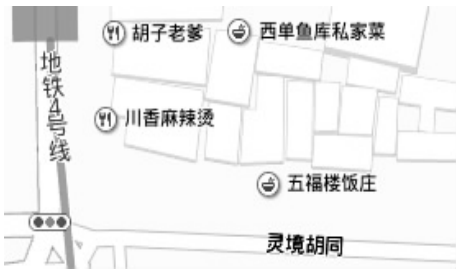 胡子老爹
西单鱼库私家菜
地铁4号线
川香麻辣烫
五福楼饭庄
灵境胡同